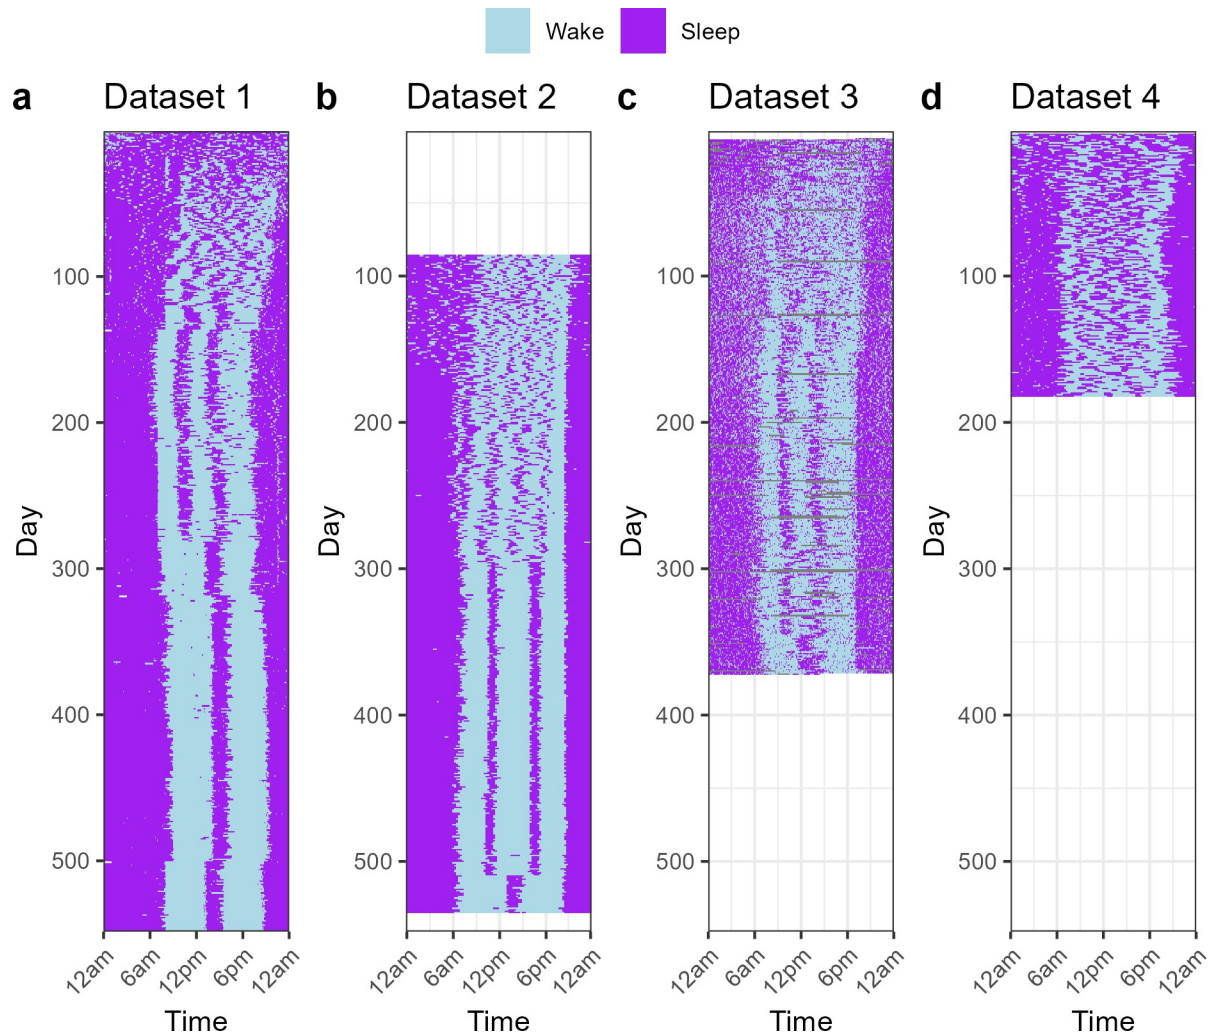 Wake Sleep
a Dataset 1 b Dataset 2 c Dataset 3 d Dataset 4
100 100 100 100
200 200 200 200
300 300 300 300
400 400 400 400
500 500 500 500
Day Day Day Day
12am 6am 12pm 6pm 12am 12am 6am 12pm 6pm 12am 12am 6am 12pm 6pm 12am 12am 6am 12pm 6pm 12am
Time Time Time Time